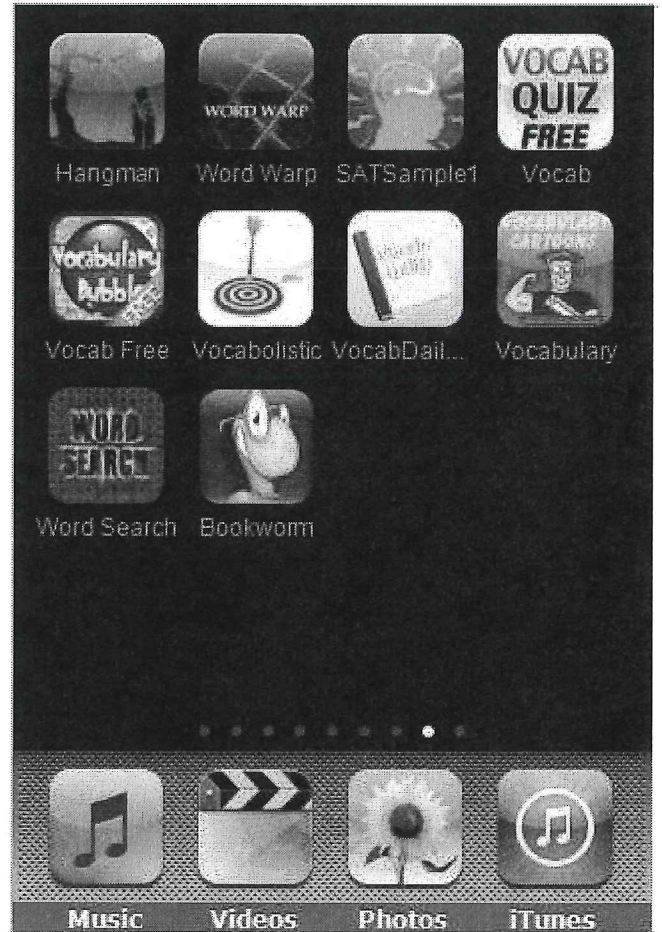 VOCAB
QUIZ
FREE
WORD WARP
Hangman Word Warp SATSample1 Vocab
Vocabulary
Bubble
FREE
CARTOONS
Vocab Free Vocabolistic VocabDail... Vocabulary
WORD
SEARCH
Word Search Bookworm
Music Videos Photos iTunes